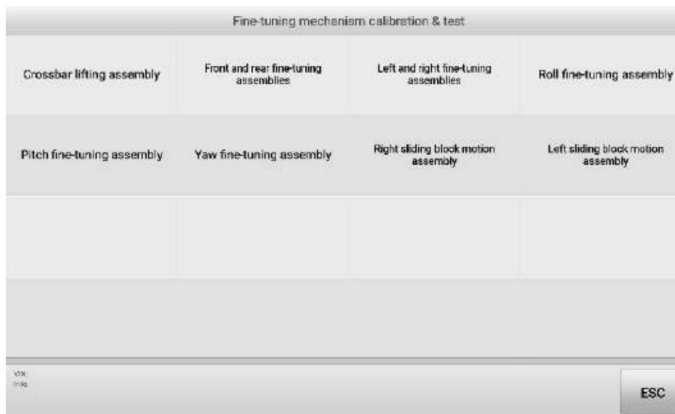 Fine-tuning mechanism calibration & test
Crossbar lifting assembly
Front and rear fine-tuning
assemblies
Left and right fine-tuning
assemblies
Roll fine-tuning assembly
Pitch fine-tuning assembly
Yaw fine-tuning assembly
Right sliding block motion
assembly
Left sliding block motion
assembly
VIN:
ESC